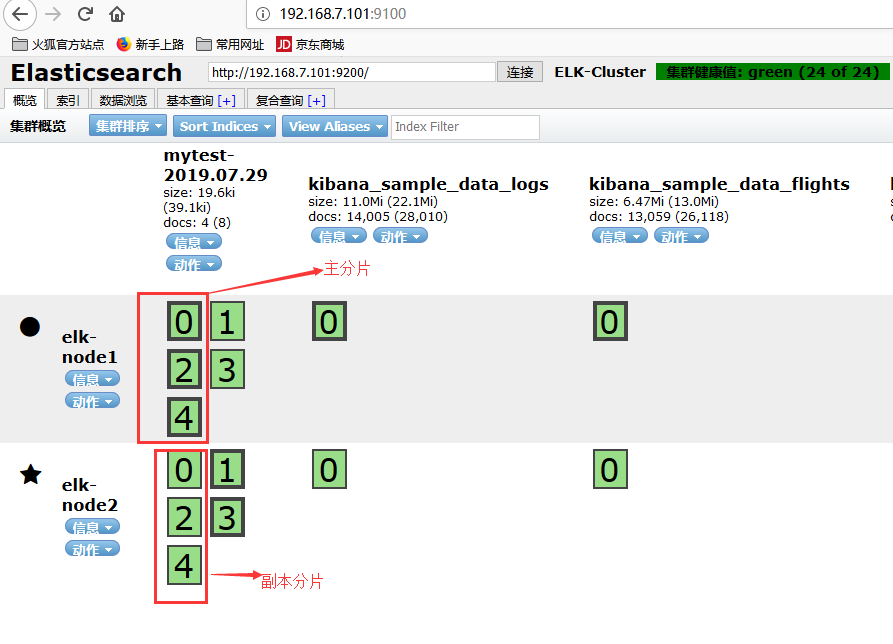 192.168.7.101:9100
火狐官方站点 新手上路 常用网址 JD 京东商城
Elasticsearch http://192.168.7.101:9200/ 连接 ELK-Cluster 集群健康值: green (24 of 24)
概览 索引 数据浏览 基本查询 [+] 复合查询 [+]
集群概览 集群排序 Sort Indices View Aliases Index Filter
mytest-
2019.07.29
size: 19.6ki
(39.1ki)
docs: 4 (8)
信息
动作
kibana_sample_data_logs
size: 11.0Mi (22.1Mi)
docs: 14,005 (28,010)
信息 动作
kibana_sample_data_flights
size: 6.47Mi (13.0Mi)
docs: 13,059 (26,118)
信息 动作
主分片
elk-
node1
信息
动作
0 1 0 0
2 3
4
elk-
node2
信息
动作
0 1 0 0
2 3
4
副本分片